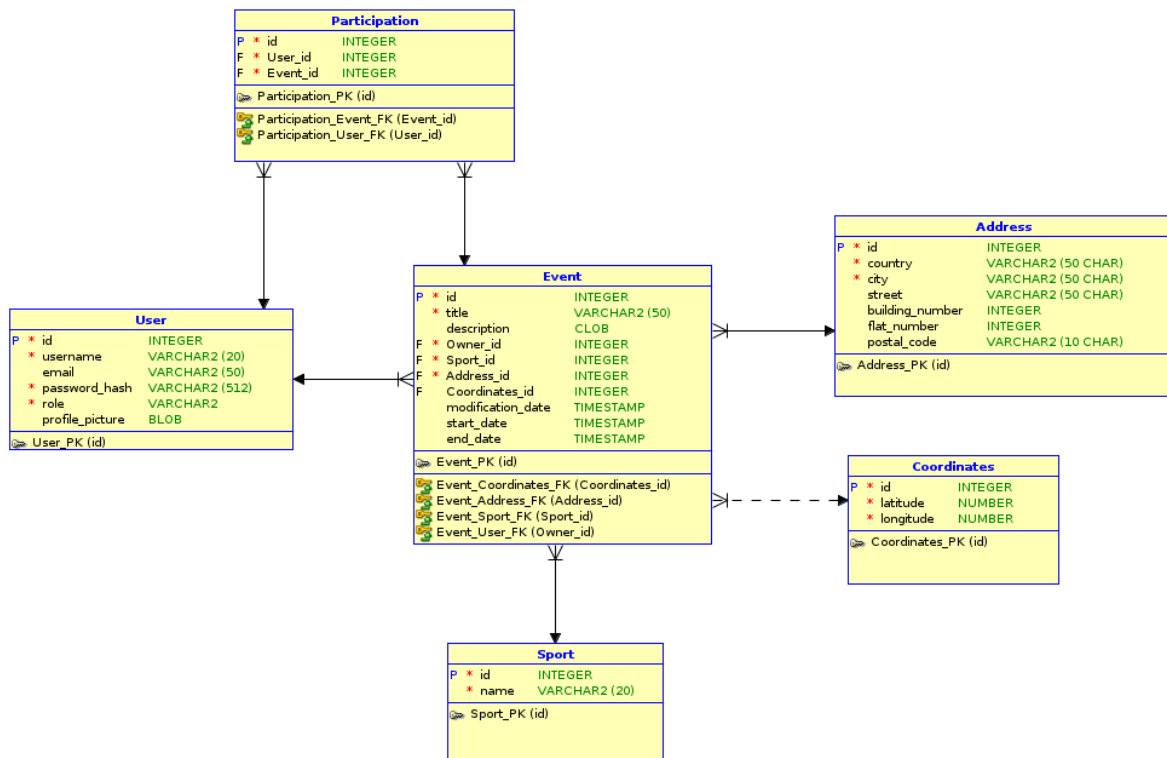 Participation
P * id INTEGER
F * User_id INTEGER
F * Event_id INTEGER
Participation_PK (id)
Participation_Event_FK (Event_id)
Participation_User_FK (User_id)
Address
P * id INTEGER
* country VARCHAR2 (50 CHAR)
* city VARCHAR2 (50 CHAR)
street VARCHAR2 (50 CHAR)
building_number INTEGER
flat_number INTEGER
postal_code VARCHAR2 (10 CHAR)
Address_PK (id)
Event
P * id INTEGER
* title VARCHAR2 (50)
description CLOB
F * Owner_id INTEGER
F * Sport_id INTEGER
F * Address_id INTEGER
F Coordinates_id INTEGER
modification_date TIMESTAMP
start_date TIMESTAMP
end_date TIMESTAMP
Event_PK (id)
Event_Coordinates_FK (Coordinates_id)
Event_Address_FK (Address_id)
Event_Sport_FK (Sport_id)
Event_User_FK (Owner_id)
User
P * id INTEGER
* username VARCHAR2 (20)
email VARCHAR2 (50)
* password_hash VARCHAR2 (512)
* role VARCHAR2
profile_picture BLOB
User_PK (id)
Coordinates
P * id INTEGER
* latitude NUMBER
* longitude NUMBER
Coordinates_PK (id)
Sport
P * id INTEGER
* name VARCHAR2 (20)
Sport_PK (id)